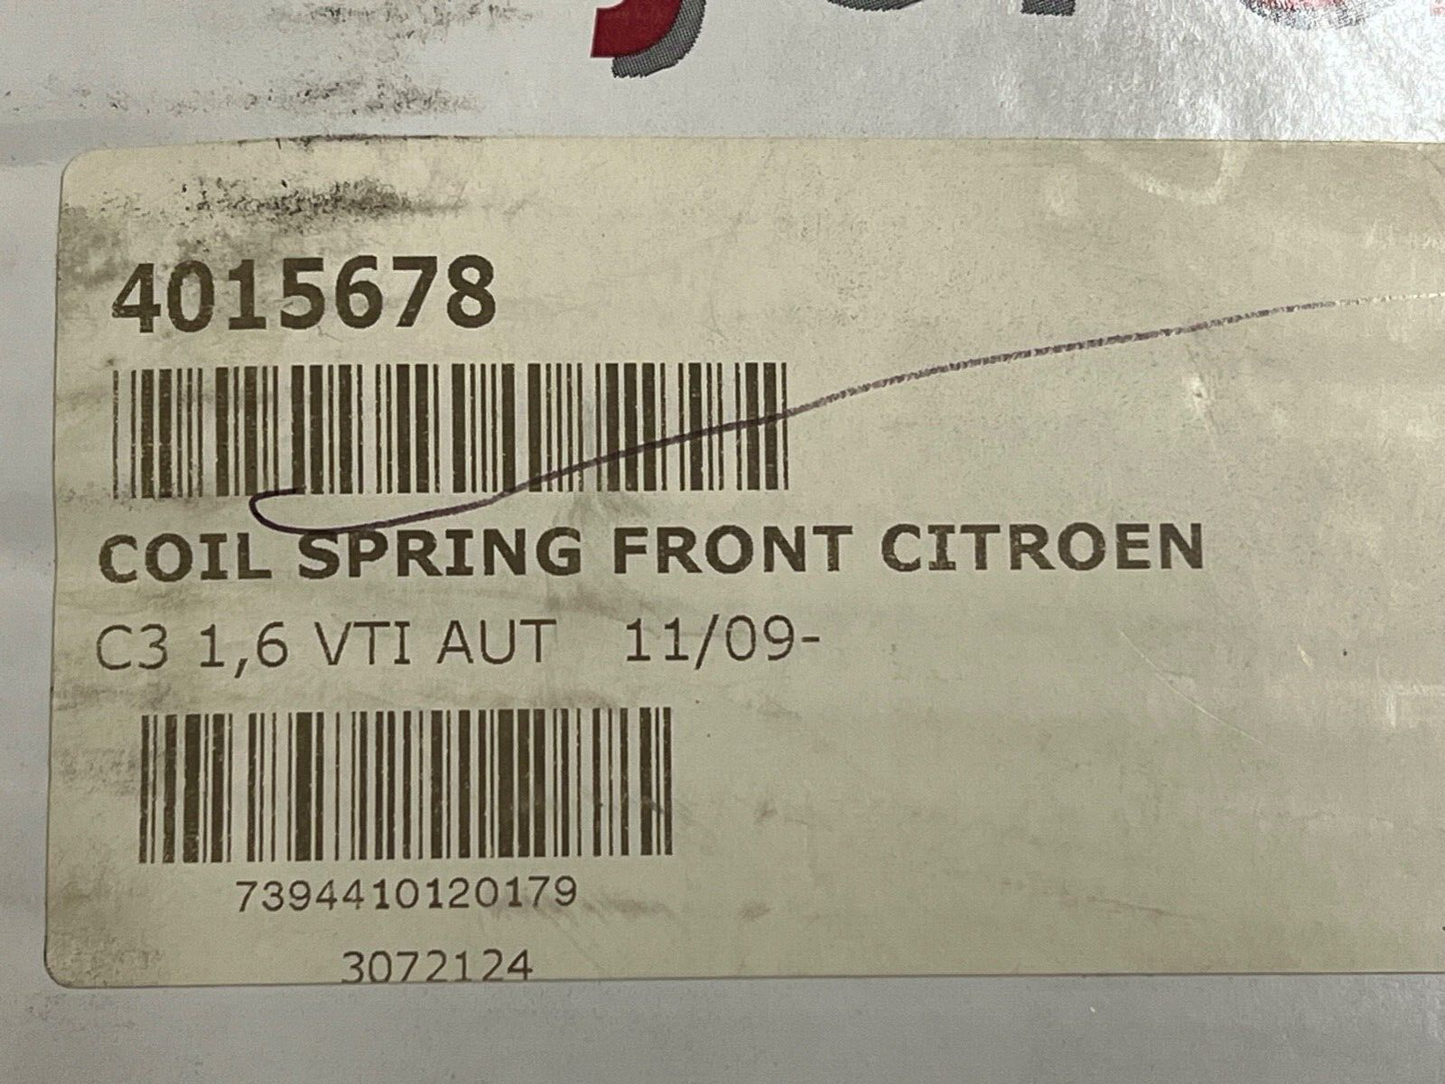 4015678
COIL SPRING FRONT CITROEN
C3 1,6 VTI AUT 11/09-
7394410120179
3072124